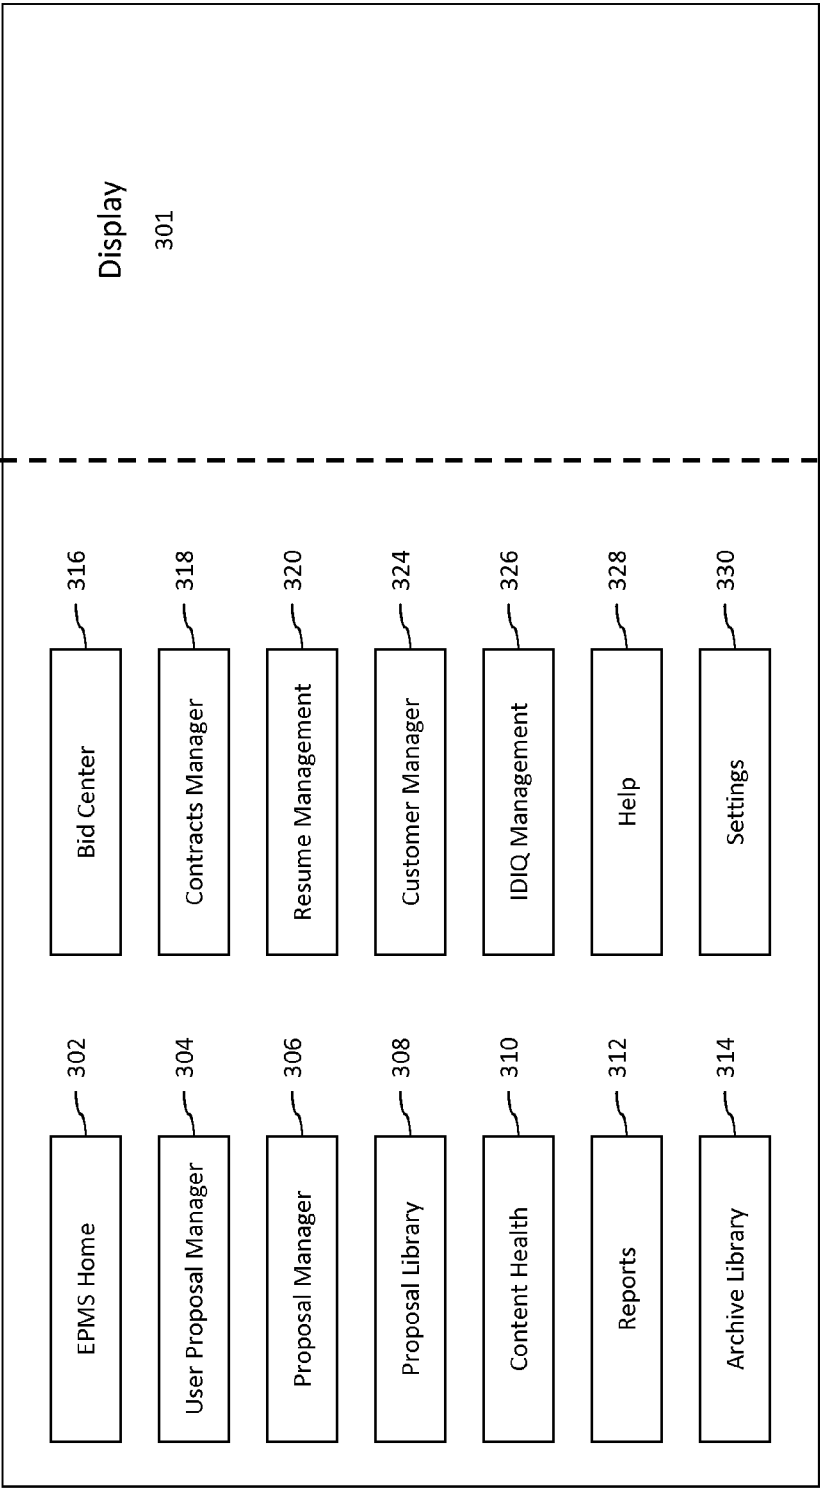 EPMS Home
302
User Proposal Manager
304
Proposal Manager
306
Proposal Library
308
Content Health
310
Reports
312
Archive Library
314
Bid Center
316
Contracts Manager
318
Resume Management
320
Customer Manager
324
IDIQ Management
326
Help
328
Settings
330
Display
301